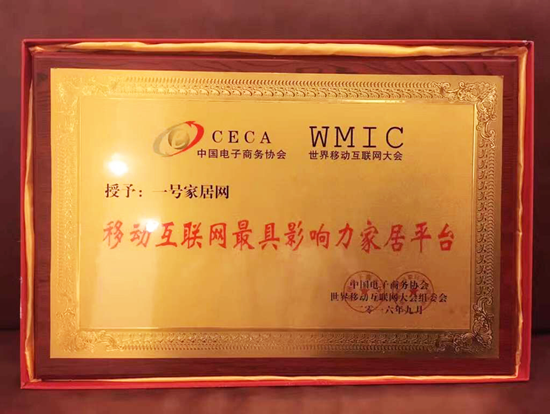 CECA
中国电子商务协会
WMIC
世界移动互联网大会
授予：一号家居网
移动互联网最具影响力家居平台
中国电子商务协会
世界移动互联网大会组委会
二〇一六年九月